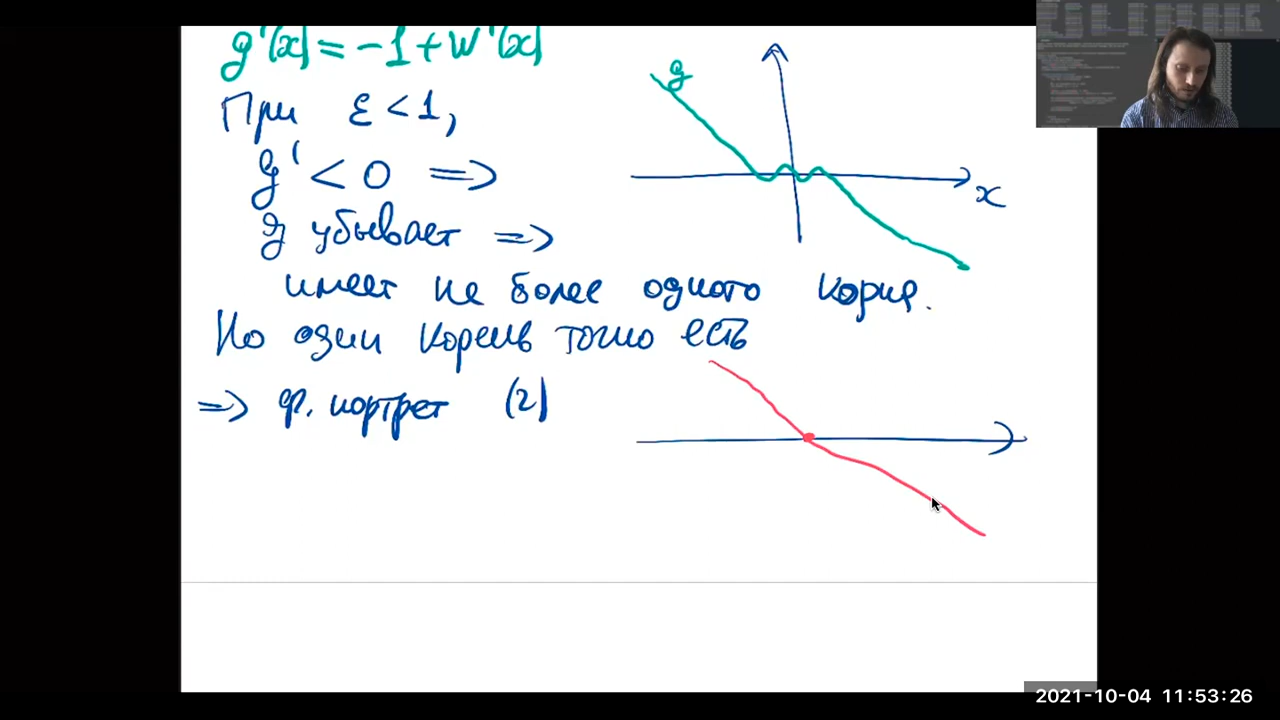 g'(x) = -1 + w'(x)
При ε < 1,
g' < 0 =>
g убывает =>
имеет не более одного корня.
Но один корень точно есть
=> ф. портрет (2)
g
x
2021-10-04 11:53:26